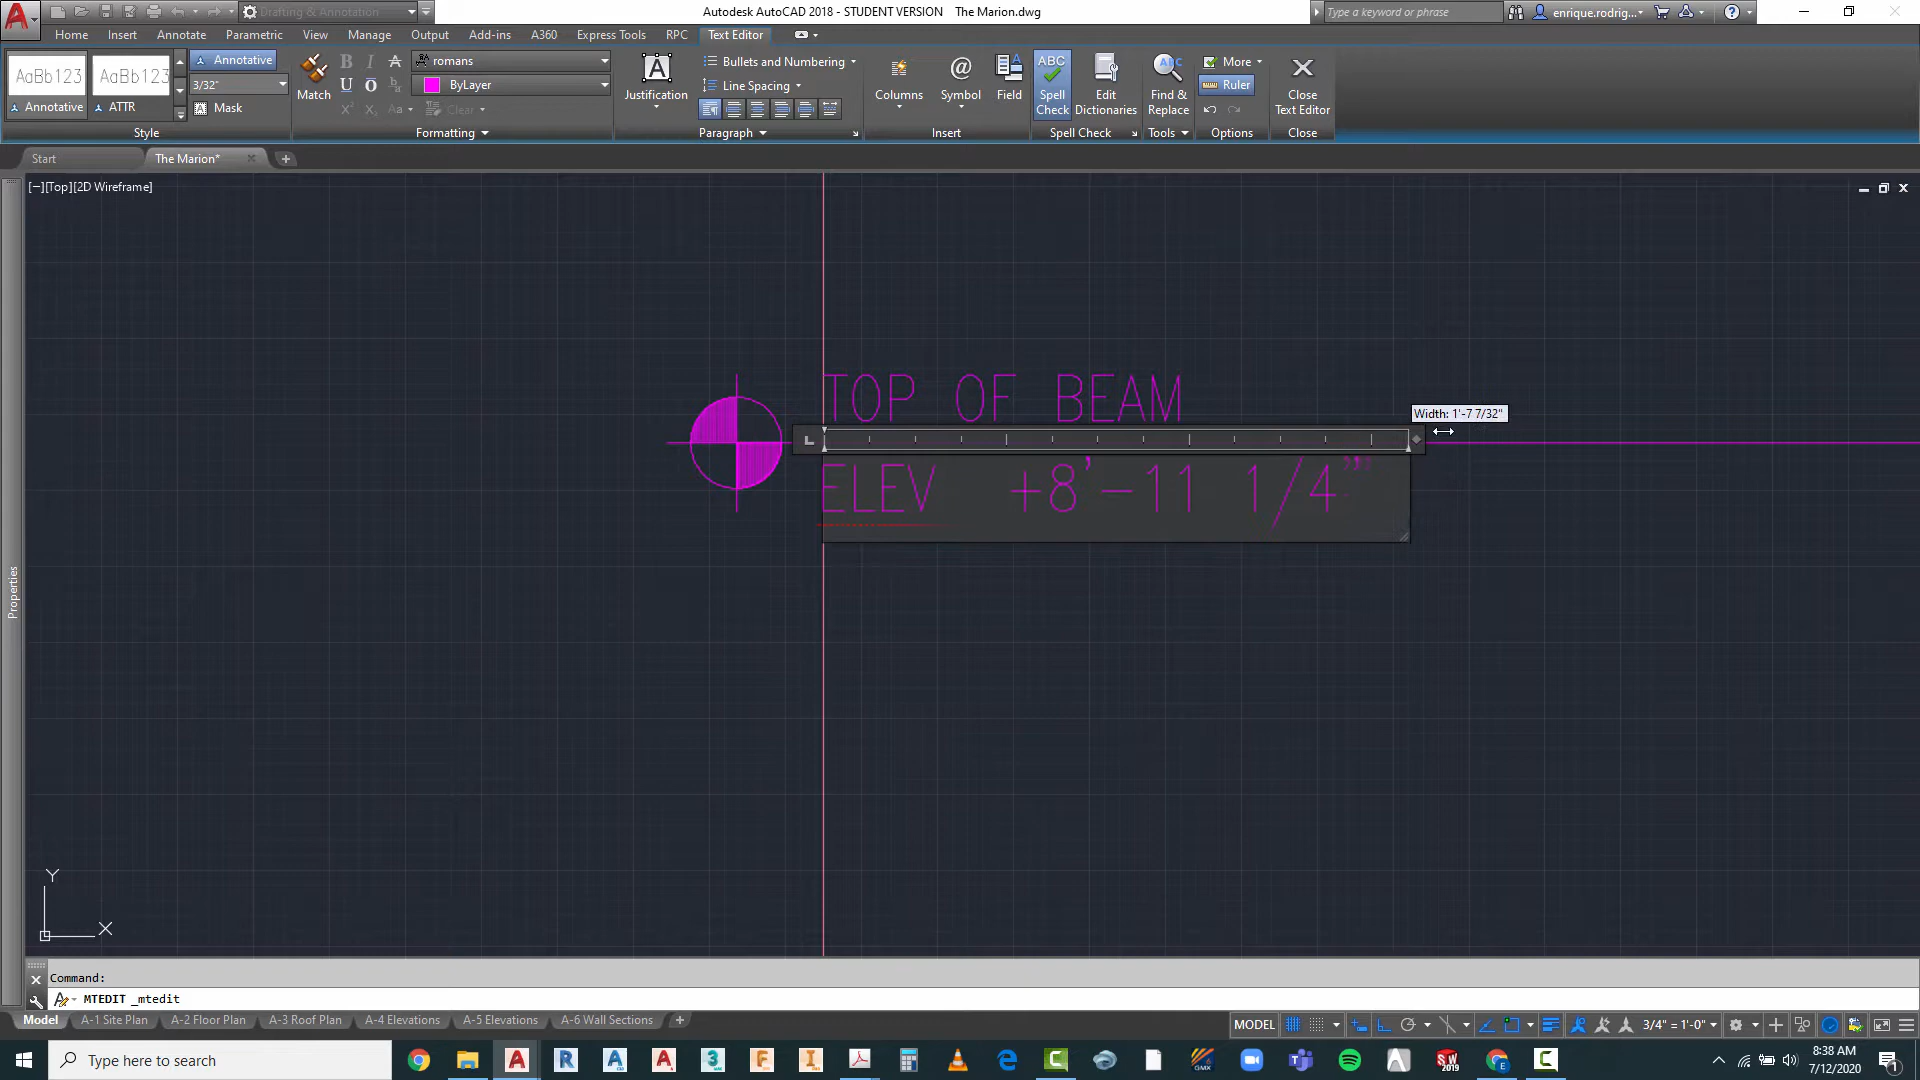 Drafting & Annotation
Autodesk AutoCAD 2018 - STUDENT VERSION The Marion.dwg
Type a keyword or phrase
enrique.rodrig...
Home Insert Annotate Parametric View Manage Output Add-ins A360 Express Tools RPC Text Editor
AaBb123 AaBb123
Annotative ATTR
Annotative
3/32"
Mask
Style
Match
romans
ByLayer
Clear
Formatting
Justification
Bullets and Numbering
Line Spacing
Paragraph
Columns
Symbol
Field
Insert
ABC
Spell Check
Edit Dictionaries
Spell Check
Find & Replace
Tools
More
Ruler
Options
Close Text Editor
Close
Start
The Marion*
[−][Top][2D Wireframe]
TOP OF BEAM
Width: 1'-7 7/32"
ELEV +8'-11 1/4"
Y
X
Command:
MTEDIT _mtedit
Model A-1 Site Plan A-2 Floor Plan A-3 Roof Plan A-4 Elevations A-5 Elevations A-6 Wall Sections
MODEL
3/4" = 1'-0"
Properties
Type here to search
8:38 AM
7/12/2020